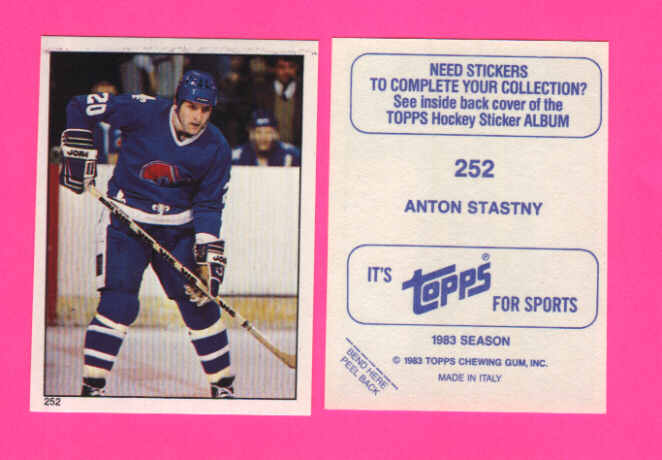 20
JOFA
252
NEED STICKERS
TO COMPLETE YOUR COLLECTION?
See inside back cover of the
TOPPS Hockey Sticker ALBUM
252
ANTON STASTNY
IT'S topps® FOR SPORTS
1983 SEASON
© 1983 TOPPS CHEWING GUM, INC.
MADE IN ITALY
BEND HERE
PEEL BACK